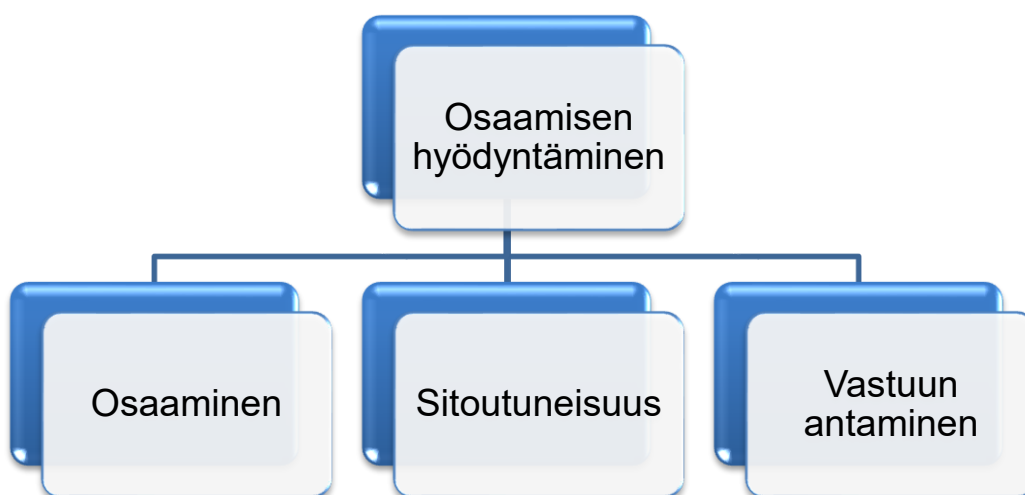 Osaamisen
hyödyntäminen
Osaaminen
Sitoutuneisuus
Vastuun
antaminen